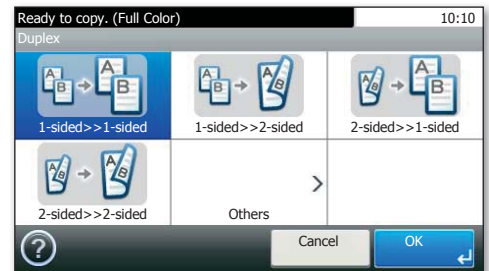 Ready to copy. (Full Color) 10:10
Duplex
A B A B
A B A B
A B A B
1-sided>>1-sided 1-sided>>2-sided 2-sided>>1-sided
A B A B
2-sided>>2-sided Others
? Cancel OK